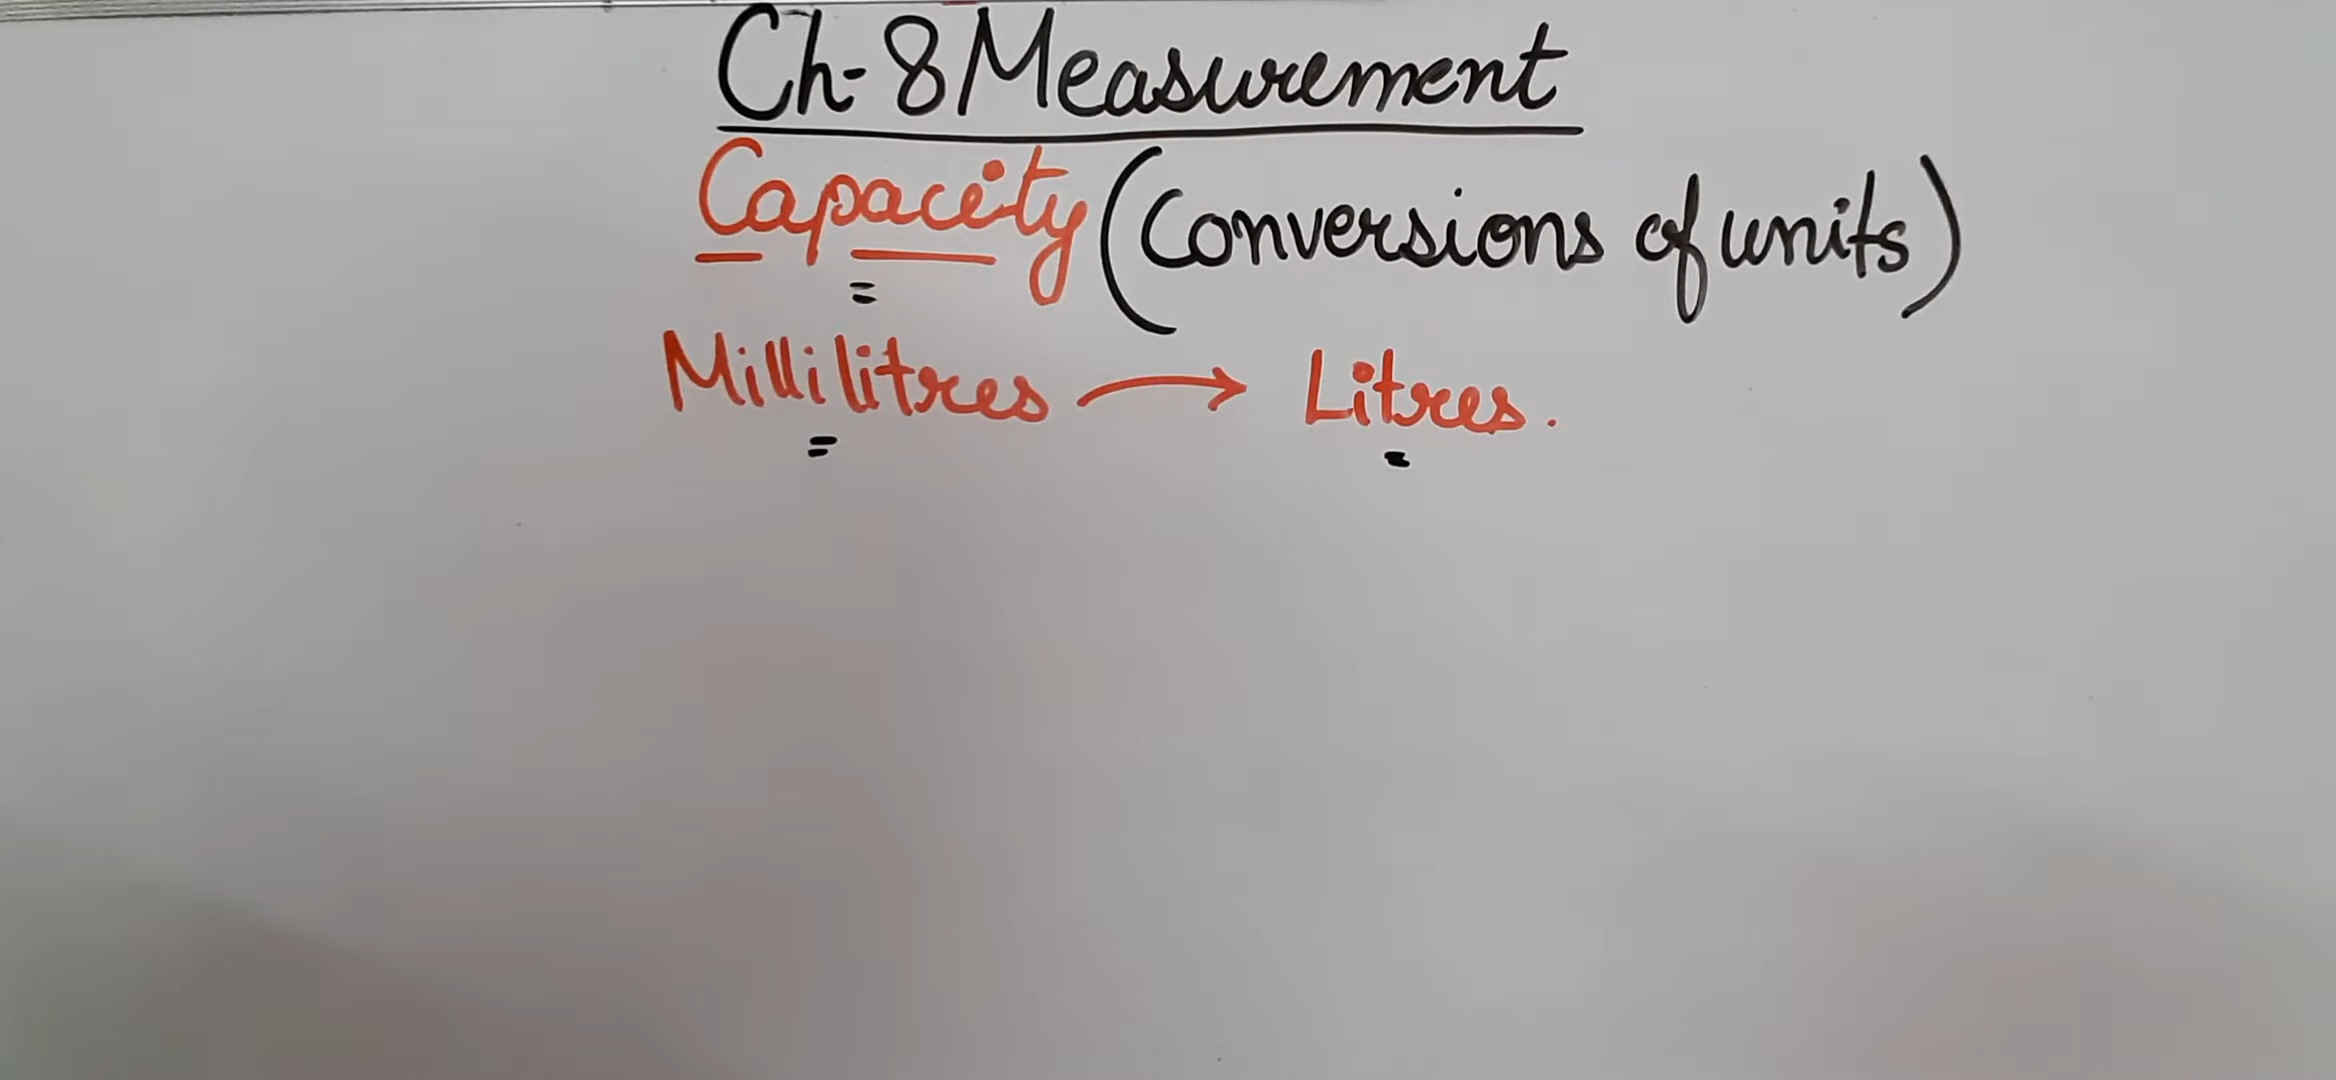 Ch-8 Measurement
Capacity (Conversions of units)
Millilitres → Litres.